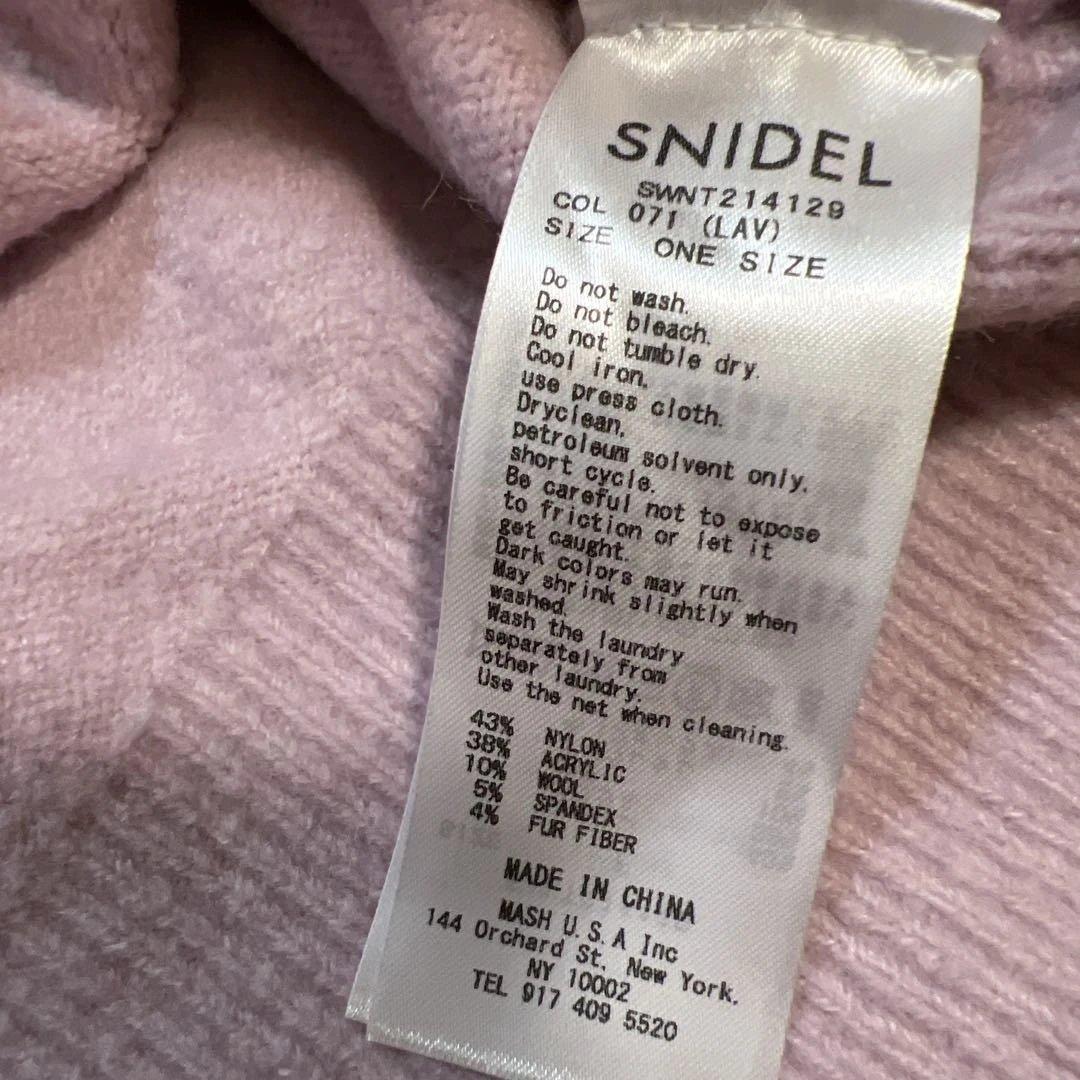 SNIDEL
SWNT214129
COL 071 (LAV)
SIZE ONE SIZE
Do not wash.
Do not bleach.
Do not tumble dry.
Cool iron.
use press cloth.
Dryclean,
petroleum solvent only.
short cycle.
Be careful not to expose
to friction or let it
get caught.
Dark colors may run.
May shrink slightly when
washed.
Wash the laundry
separately from
other laundry.
Use the net when cleaning.
43% NYLON
38% ACRYLIC
10% WOOL
5% SPANDEX
4% FUR FIBER
MADE IN CHINA
MASH U.S.A Inc
144 Orchard St, New York.
NY 10002
TEL 917 409 5520